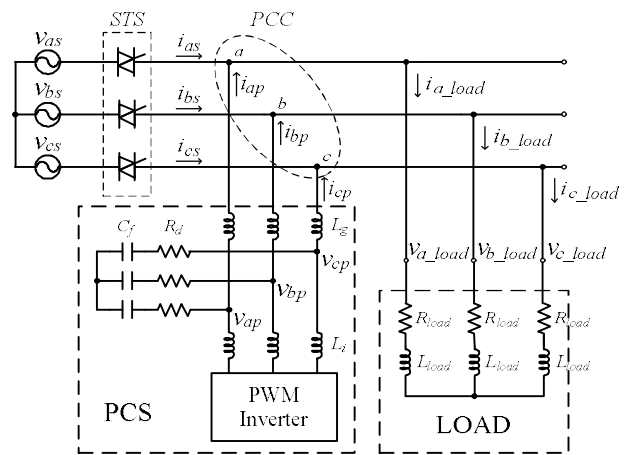 STS
PCC
v_as
i_as
a
i_ap
i_a_load
v_bs
i_bs
b
i_bp
i_b_load
v_cs
i_cs
c
i_cp
i_c_load
C_f
R_d
L_g
v_cp
v_a_load
v_b_load
v_c_load
v_bp
v_ap
R_load
R_load
R_load
L_i
L_load
L_load
L_load
PCS
PWM
Inverter
LOAD